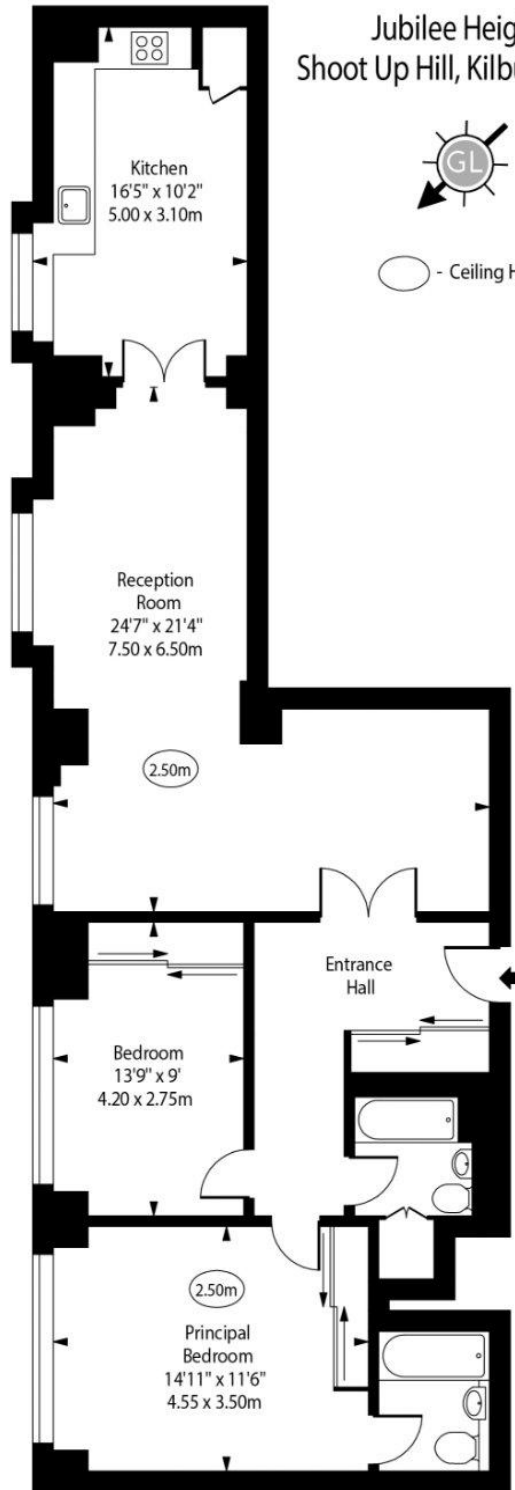 Jubilee Heig
Shoot Up Hill, Kilbu
GL
- Ceiling H
Kitchen
16'5" x 10'2"
5.00 x 3.10m
Reception
Room
24'7" x 21'4"
7.50 x 6.50m
2.50m
Entrance
Hall
Bedroom
13'9" x 9'
4.20 x 2.75m
2.50m
Principal
Bedroom
14'11" x 11'6"
4.55 x 3.50m